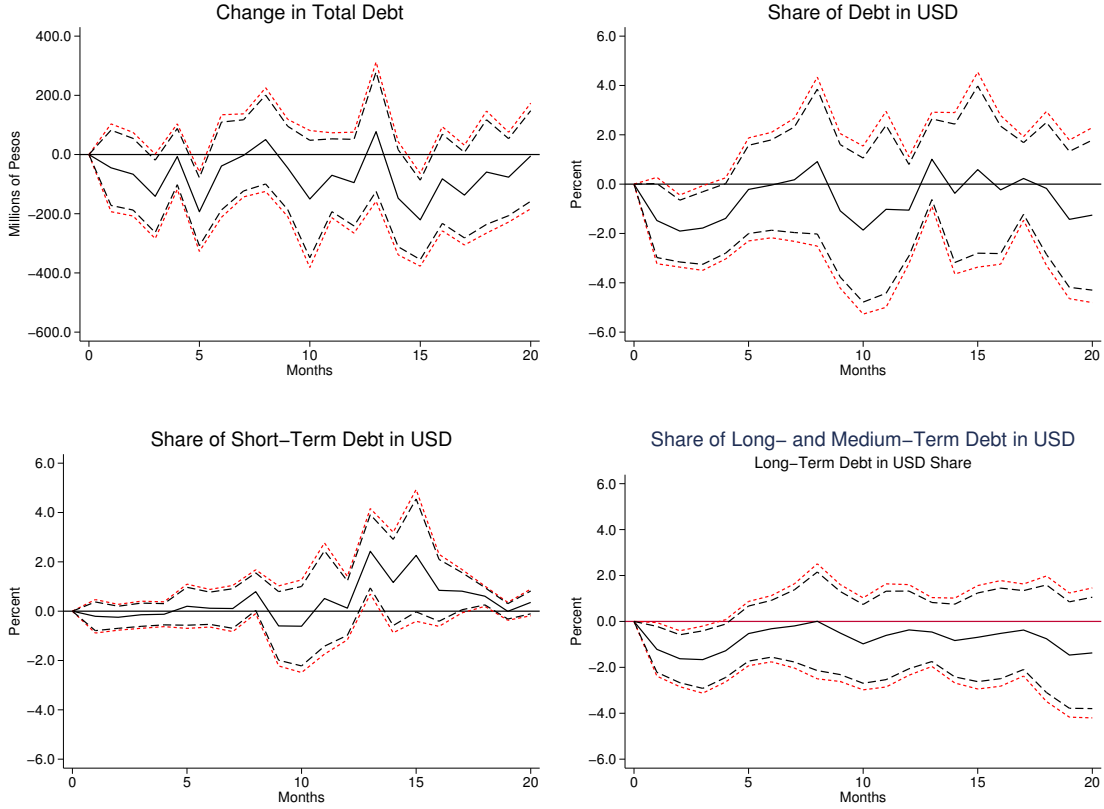 Change in Total Debt
400.0
200.0
0.0
−200.0
−400.0
−600.0
Millions of Pesos
0 5 10 15 20
Months
Share of Debt in USD
6.0
4.0
2.0
0.0
−2.0
−4.0
−6.0
Percent
0 5 10 15 20
Months
Share of Short−Term Debt in USD
6.0
4.0
2.0
0.0
−2.0
−4.0
−6.0
Percent
0 5 10 15 20
Months
Share of Long− and Medium−Term Debt in USD
Long−Term Debt in USD Share
6.0
4.0
2.0
0.0
−2.0
−4.0
−6.0
Percent
0 5 10 15 20
Months